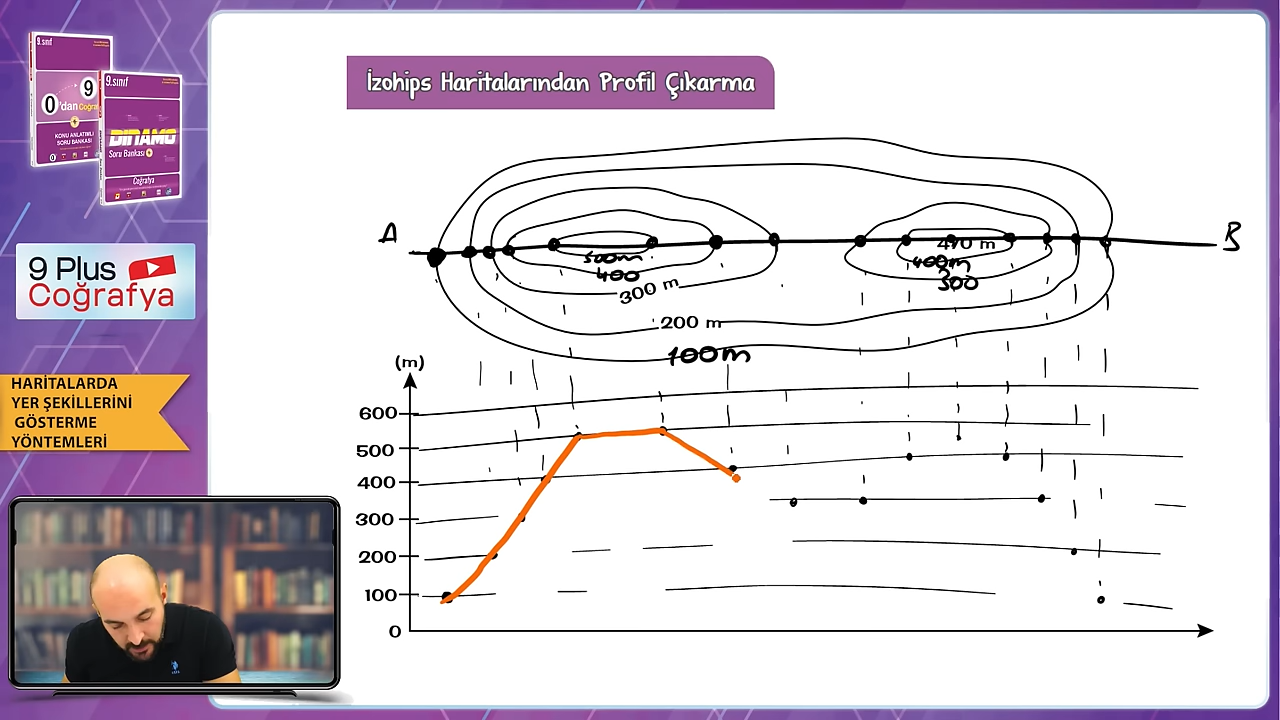 9.sınıf
0'dan 9
KONU ANLATIMLI
SORU BANKASI
9.sınıf
DİNAMO
Soru Bankası
Coğrafya
9 Plus
Coğrafya
HARİTALARDA
YER ŞEKİLLERİNİ
GÖSTERME
YÖNTEMLERİ
İzohips Haritalarından Profil Çıkarma
A
B
500m
400
300 m
200 m
100m
470 m
400m
300
(m)
600
500
400
300
200
100
0